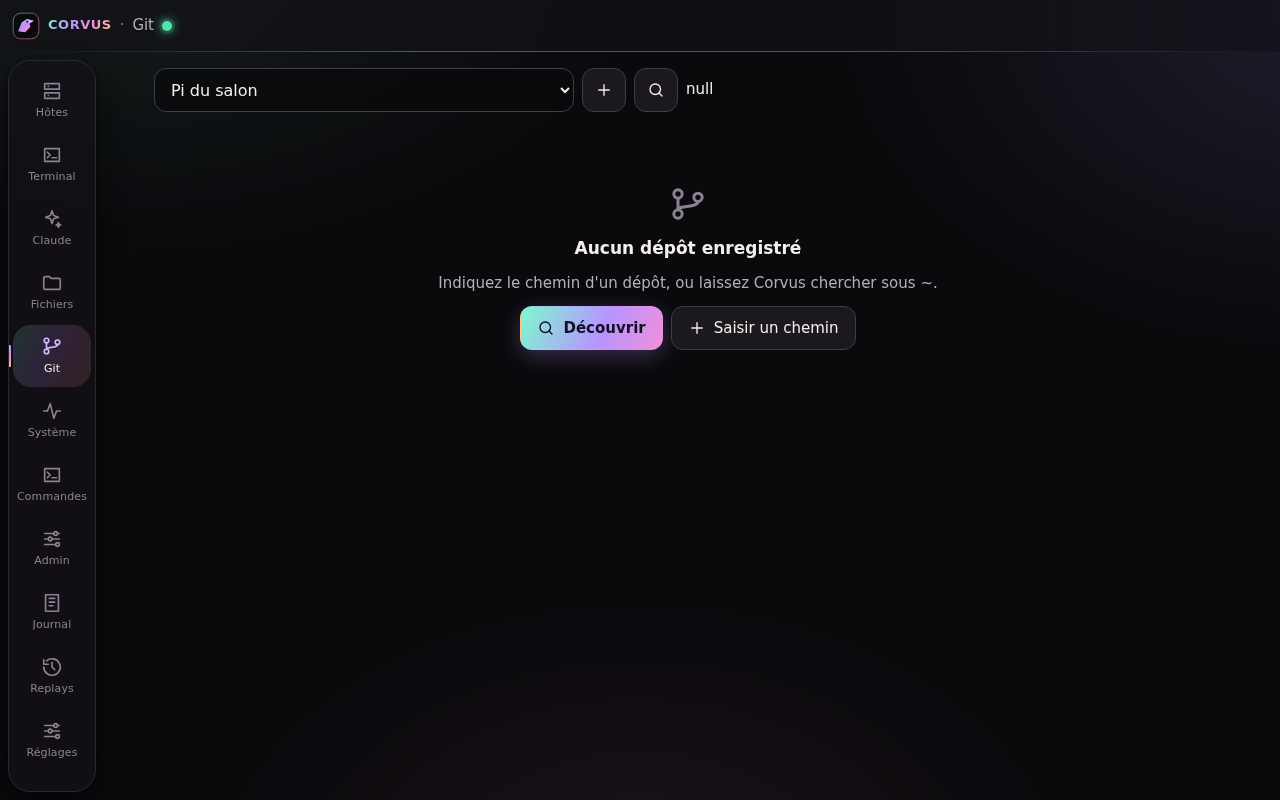 CORVUS · Git
Pi du salon
null
Hôtes
Terminal
Claude
Fichiers
Git
Système
Commandes
Admin
Journal
Replays
Réglages
Aucun dépôt enregistré
Indiquez le chemin d'un dépôt, ou laissez Corvus chercher sous ~.
Découvrir
Saisir un chemin